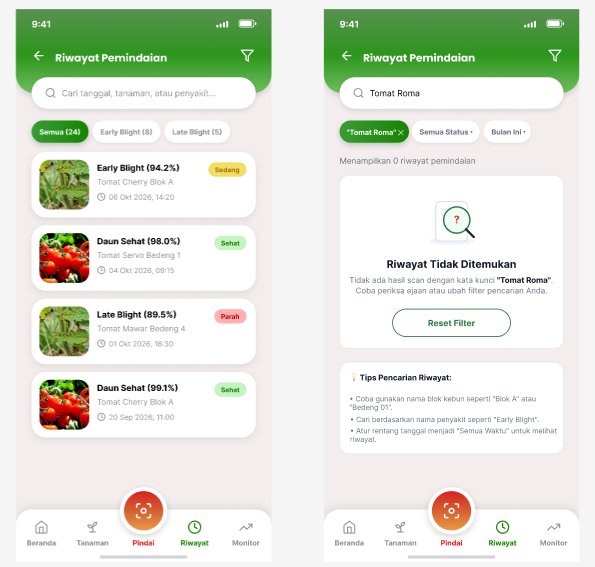 9:41
Riwayat Pemindaian
Cari tanggal, tanaman, atau penyakit...
Semua (24)
Early Blight (8)
Late Blight (5)
Early Blight (94.2%)
Sedang
Tomat Cherry Blok A
06 Okt 2026, 14:20
Daun Sehat (98.0%)
Sehat
Tomat Servo Bedeng 1
04 Okt 2026, 09:15
Late Blight (89.5%)
Parah
Tomat Mawar Bedeng 4
01 Okt 2026, 16:30
Daun Sehat (99.1%)
Sehat
Tomat Cherry Blok A
20 Sep 2026, 11:00
Beranda
Tanaman
Pindai
Riwayat
Monitor
9:41
Riwayat Pemindaian
Tomat Roma
"Tomat Roma"
Semua Status
Bulan Ini
Menampilkan 0 riwayat pemindaian
?
Riwayat Tidak Ditemukan
Tidak ada hasil scan dengan kata kunci "Tomat Roma".
Coba periksa ejaan atau ubah filter pencarian Anda.
Reset Filter
Tips Pencarian Riwayat:
• Coba gunakan nama blok kebun seperti "Blok A" atau
"Bedeng 01".
• Cari berdasarkan nama penyakit seperti "Early Blight".
• Atur rentang tanggal menjadi "Semua Waktu" untuk melihat
riwayat.
Beranda
Tanaman
Pindai
Riwayat
Monitor